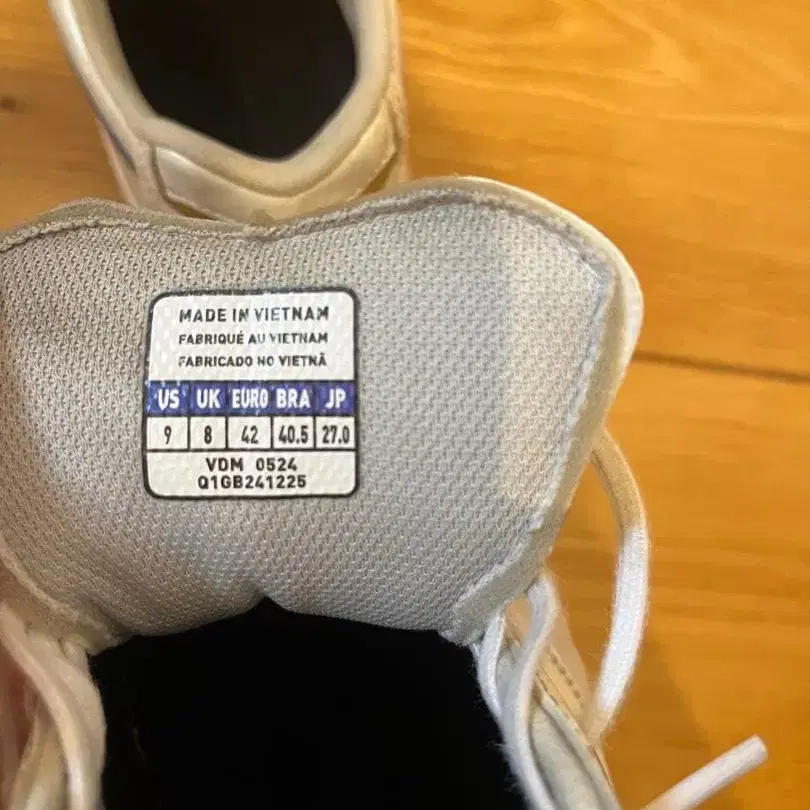 MADE IN VIETNAM
FABRIQUÉ AU VIETNAM
FABRICADO NO VIETNÃ
US UK EURO BRA JP
9 8 42 40.5 27.0
VDM 0524
Q1GB241225